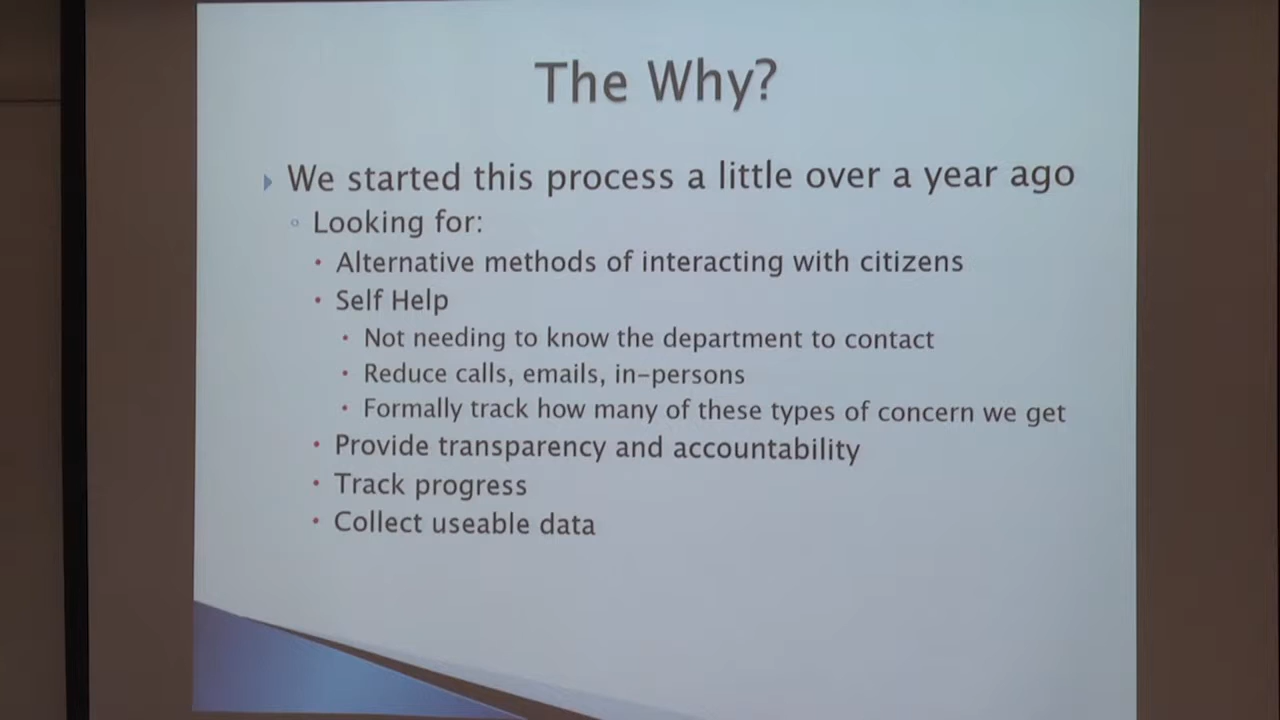 The Why?
We started this process a little over a year ago
Looking for:
Alternative methods of interacting with citizens
Self Help
Not needing to know the department to contact
Reduce calls, emails, in-persons
Formally track how many of these types of concern we get
Provide transparency and accountability
Track progress
Collect useable data